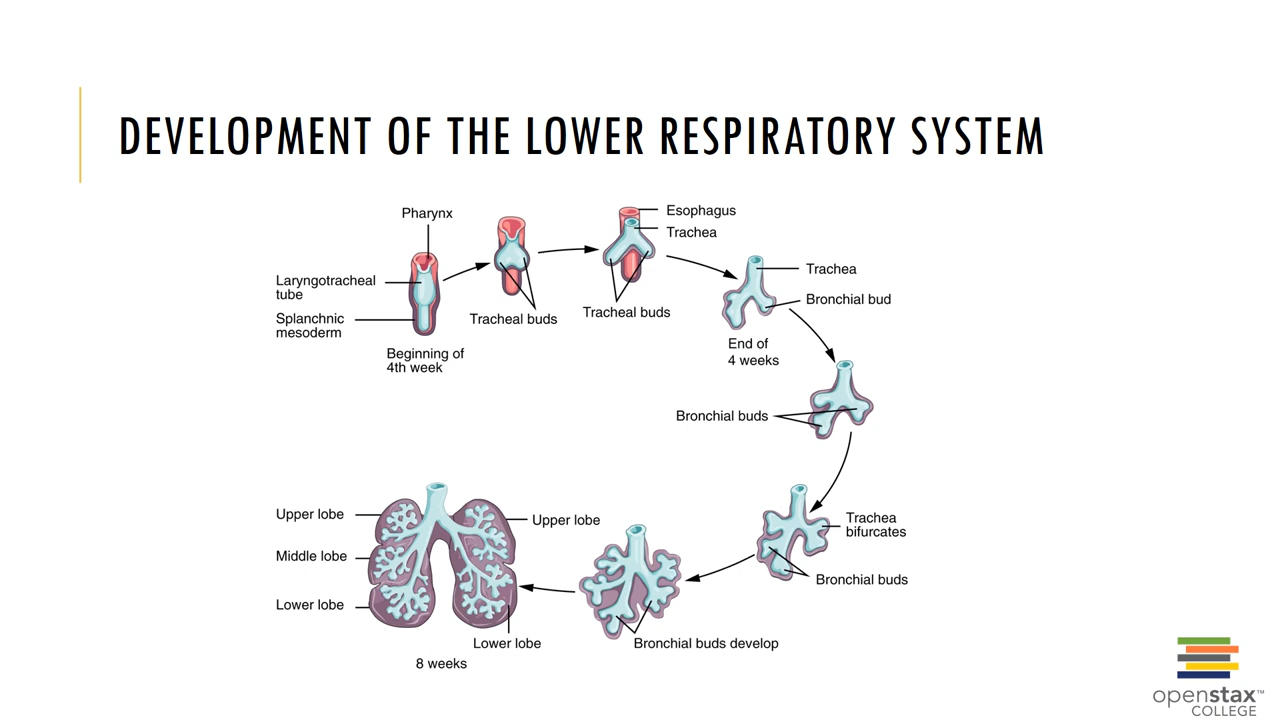 DEVELOPMENT OF THE LOWER RESPIRATORY SYSTEM
Pharynx
Laryngotracheal
tube
Splanchnic
mesoderm
Beginning of
4th week
Tracheal buds
Esophagus
Trachea
Tracheal buds
Trachea
Bronchial bud
End of
4 weeks
Bronchial buds
Trachea
bifurcates
Bronchial buds
Bronchial buds develop
Upper lobe
Middle lobe
Lower lobe
Upper lobe
Lower lobe
8 weeks
openstax™
COLLEGE